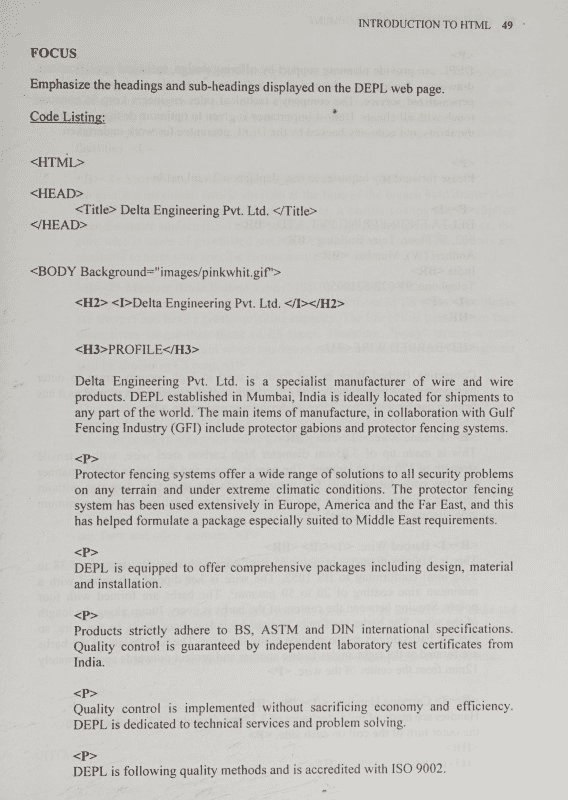 INTRODUCTION TO HTML 49
FOCUS
Emphasize the headings and sub-headings displayed on the DEPL web page.
Code Listing:
<HTML>
<HEAD>
<Title> Delta Engineering Pvt. Ltd. </Title>
</HEAD>
<BODY Background="images/pinkwhit.gif">
<H2> <I>Delta Engineering Pvt. Ltd. </I></H2>
<H3>PROFILE</H3>
Delta Engineering Pvt. Ltd. is a specialist manufacturer of wire and wire
products. DEPL established in Mumbai, India is ideally located for shipments to
any part of the world. The main items of manufacture, in collaboration with Gulf
Fencing Industry (GFI) include protector gabions and protector fencing systems.
<P>
Protector fencing systems offer a wide range of solutions to all security problems
on any terrain and under extreme climatic conditions. The protector fencing
system has been used extensively in Europe, America and the Far East, and this
has helped formulate a package especially suited to Middle East requirements.
<P>
DEPL is equipped to offer comprehensive packages including design, material
and installation.
<P>
Products strictly adhere to BS, ASTM and DIN international specifications.
Quality control is guaranteed by independent laboratory test certificates from
India.
<P>
Quality control is implemented without sacrificing economy and efficiency.
DEPL is dedicated to technical services and problem solving.
<P>
DEPL is following quality methods and is accredited with ISO 9002.